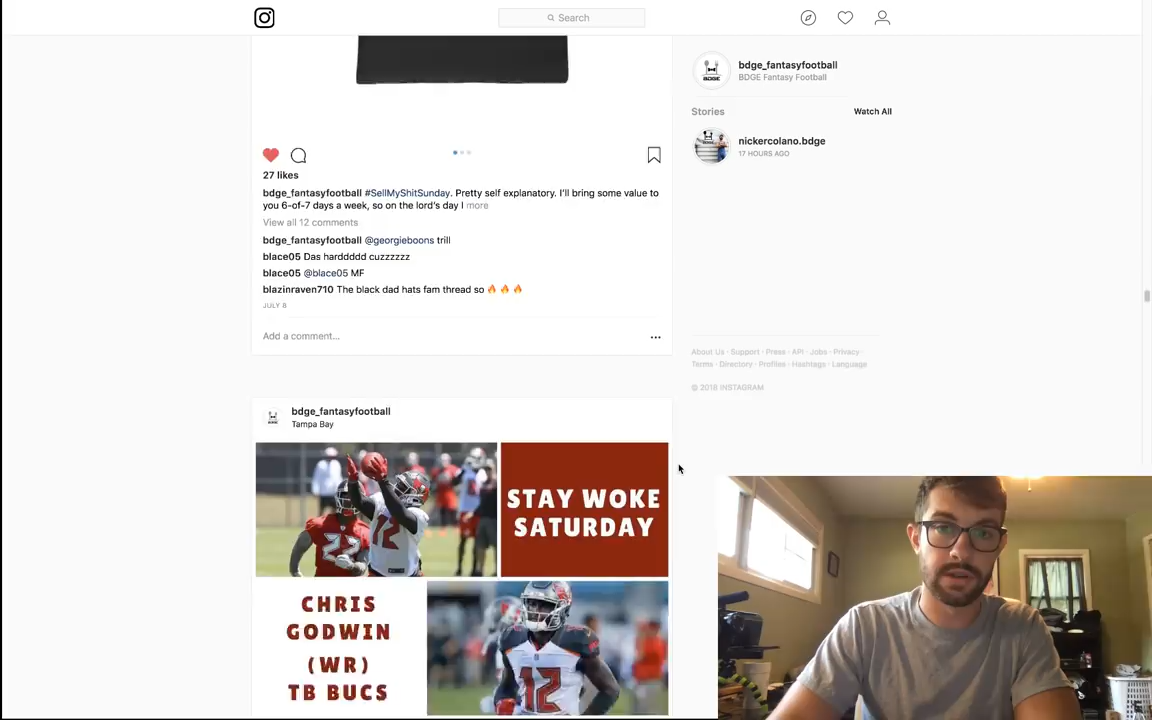 Search
bdge_fantasyfootball
BDGE Fantasy Football
Stories
Watch All
nickercolano.bdge
17 HOURS AGO
27 likes
bdge_fantasyfootball #SellMyShitSunday. Pretty self explanatory. I'll bring some value to
you 6-of-7 days a week, so on the lord's day I more
View all 12 comments
bdge_fantasyfootball @georgieboons trill
blace05 Das harddddd cuzzzzzz
blace05 @blace05 MF
blazinraven710 The black dad hats fam thread so 🔥 🔥 🔥
JULY 8
Add a comment...
About Us · Support · Press · API · Jobs · Privacy ·
Terms · Directory · Profiles · Hashtags · Language
© 2018 INSTAGRAM
bdge_fantasyfootball
Tampa Bay
STAY WOKE
SATURDAY
12
CHRIS
GODWIN
(WR)
TB BUCS
12